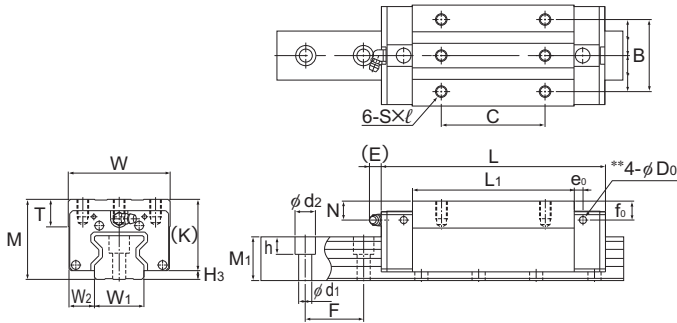 B
6-S×ℓ
C
(E)
L
L1
e0
**4-φD0
N
f0
φd2
h
M1
φd1
F
W
T
M
(K)
H3
W2
W1